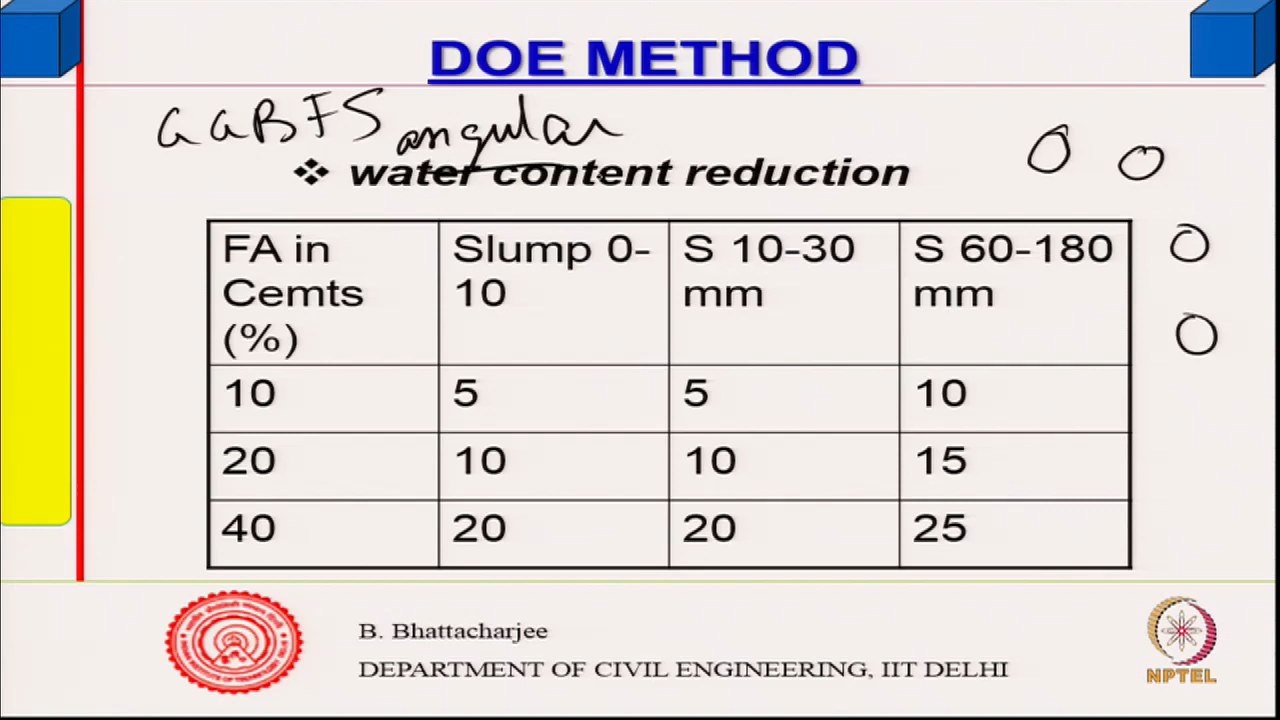 DOE METHOD
GGBFS angular
❖ water content reduction
FA in Cemts (%) Slump 0-10 S 10-30 mm S 60-180 mm
10 5 5 10
20 10 10 15
40 20 20 25
B. Bhattacharjee
DEPARTMENT OF CIVIL ENGINEERING, IIT DELHI
NPTEL